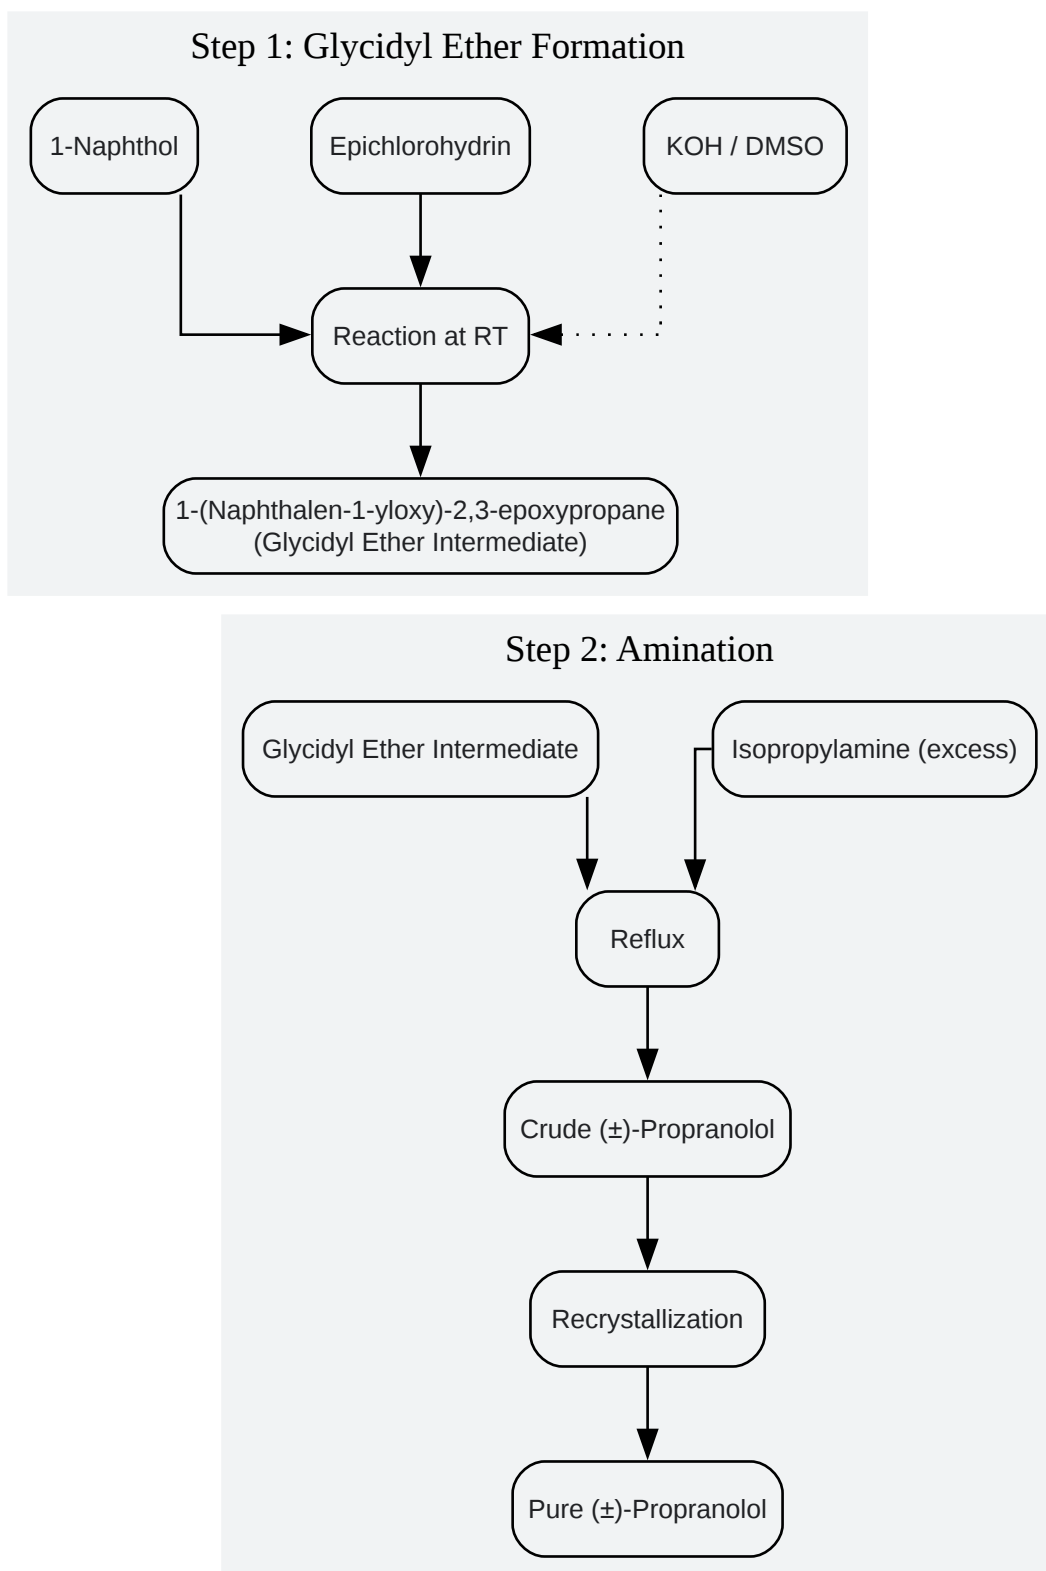 Step 1: Glycidyl Ether Formation
1-Naphthol
Epichlorohydrin
KOH / DMSO
Reaction at RT
1-(Naphthalen-1-yloxy)-2,3-epoxypropane
(Glycidyl Ether Intermediate)
Step 2: Amination
Glycidyl Ether Intermediate
Isopropylamine (excess)
Reflux
Crude (±)-Propranolol
Recrystallization
Pure (±)-Propranolol